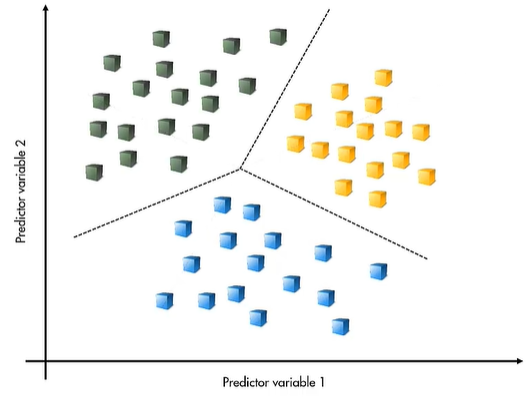 Predictor variable 2
Predictor variable 1